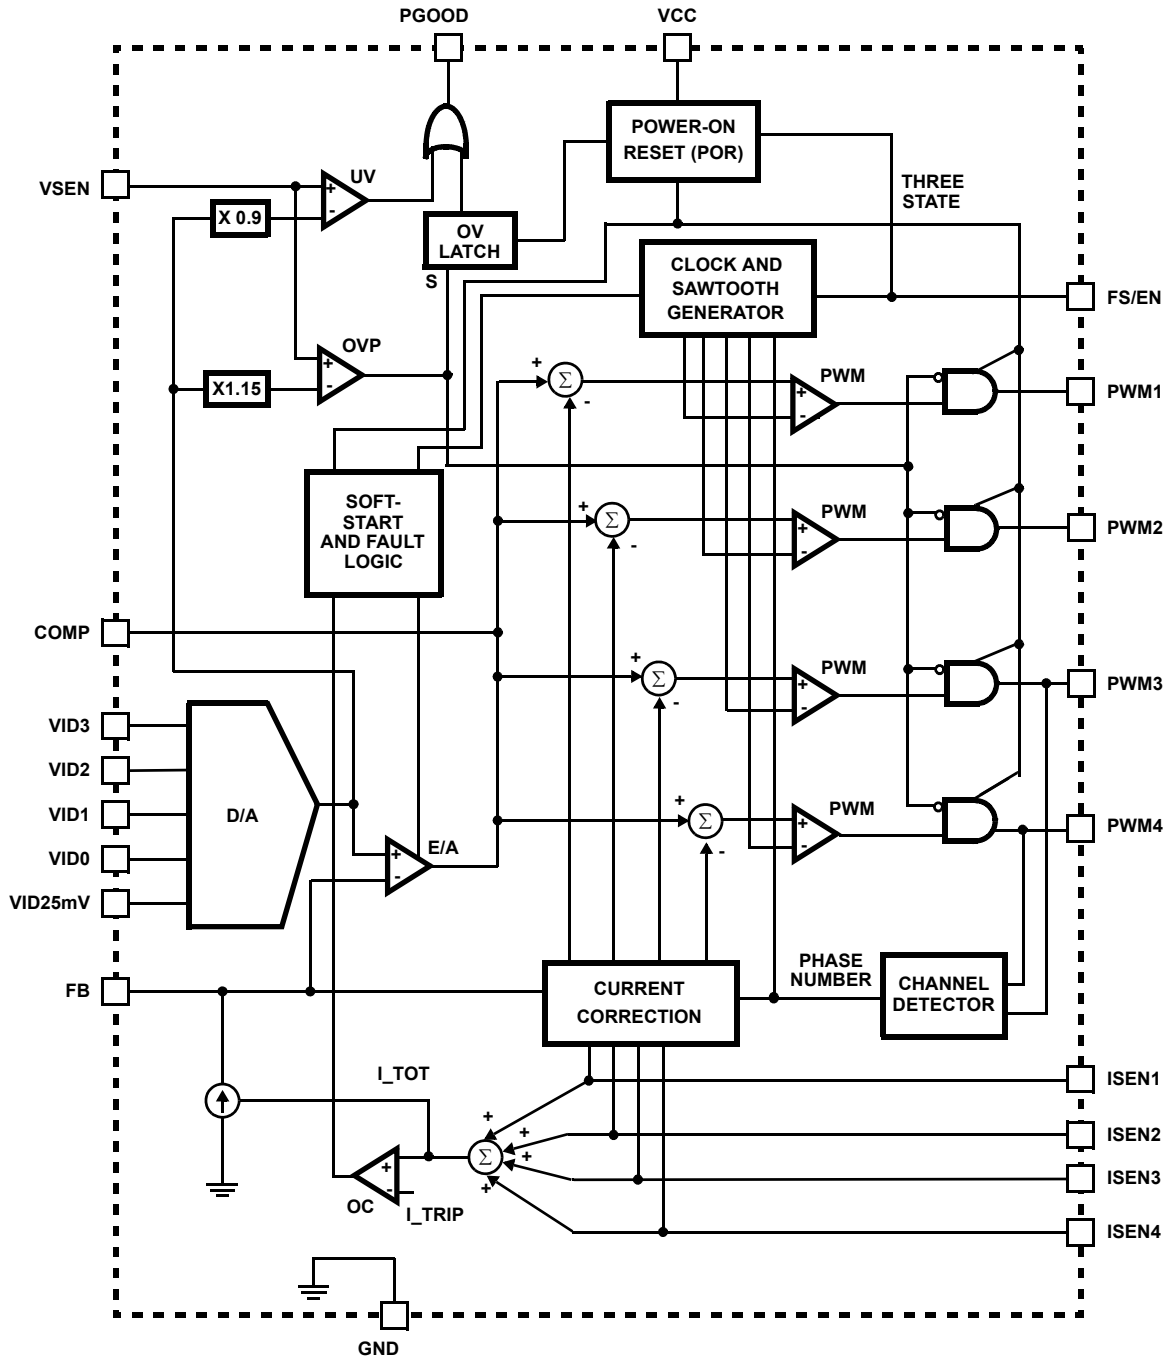 PGOOD
VCC
POWER-ON
RESET (POR)
VSEN
+
-
UV
X 0.9
THREE
STATE
OV
LATCH
S
CLOCK AND
SAWTOOTH
GENERATOR
FS/EN
OVP
+
-
X1.15
+
Σ
-
PWM
+
-
PWM1
SOFT-
START
AND FAULT
LOGIC
+
Σ
-
PWM
+
-
PWM2
COMP
+
Σ
-
PWM
+
-
PWM3
VID3
VID2
VID1
VID0
VID25mV
D/A
+
Σ
-
PWM
+
-
PWM4
E/A
+
-
FB
CURRENT
CORRECTION
PHASE
NUMBER
CHANNEL
DETECTOR
I_TOT
ISEN1
+
+
ISEN2
Σ
+
+
-
ISEN3
+
OC
I_TRIP
ISEN4
GND